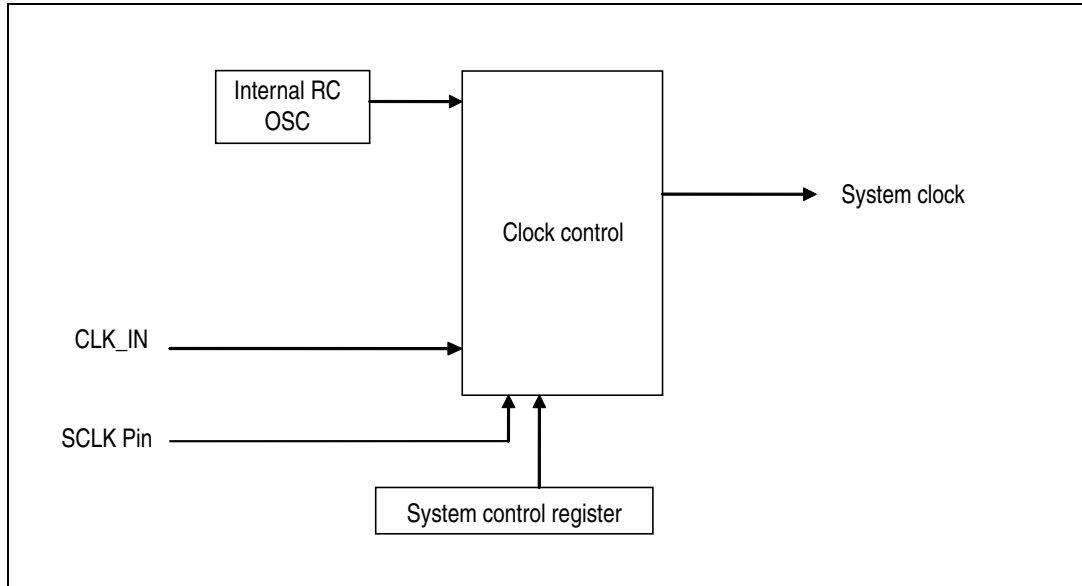 Internal RC
OSC
System clock
Clock control
CLK_IN
SCLK Pin
System control register